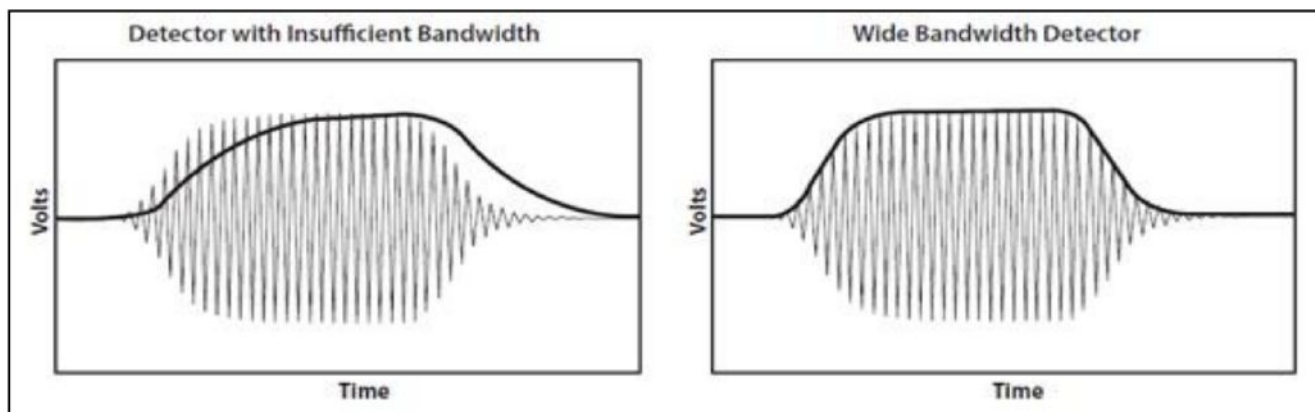 Detector with Insufficient Bandwidth
Wide Bandwidth Detector
Volts
Volts
Time
Time